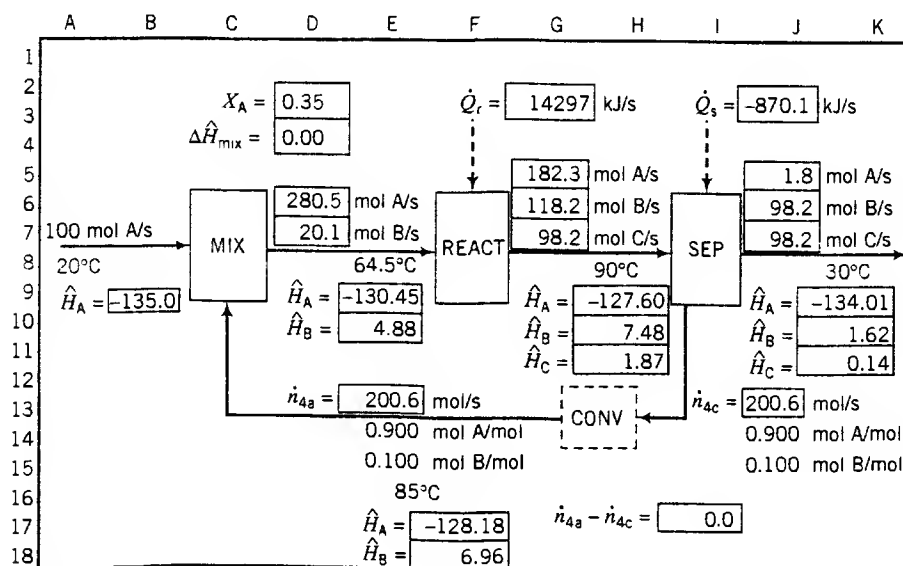 A B C D E F G H I J K
1
2
3 X_A = 0.35 Q̇_r = 14297 kJ/s Q̇_s = -870.1 kJ/s
4 ΔĤ_mix = 0.00
5 182.3 mol A/s 1.8 mol A/s
6 280.5 mol A/s 118.2 mol B/s 98.2 mol B/s
7 100 mol A/s MIX 20.1 mol B/s REACT 98.2 mol C/s SEP 98.2 mol C/s
8 20°C 64.5°C 90°C 30°C
9 Ĥ_A = -135.0 Ĥ_A = -130.45 Ĥ_A = -127.60 Ĥ_A = -134.01
10 Ĥ_B = 4.88 Ĥ_B = 7.48 Ĥ_B = 1.62
11 Ĥ_C = 1.87 Ĥ_C = 0.14
12
13 ṅ_4a = 200.6 mol/s CONV ṅ_4c = 200.6 mol/s
14 0.900 mol A/mol 0.900 mol A/mol
15 0.100 mol B/mol 0.100 mol B/mol
16 85°C
17 Ĥ_A = -128.18 ṅ_4a – ṅ_4c = 0.0
18 Ĥ_B = 6.96